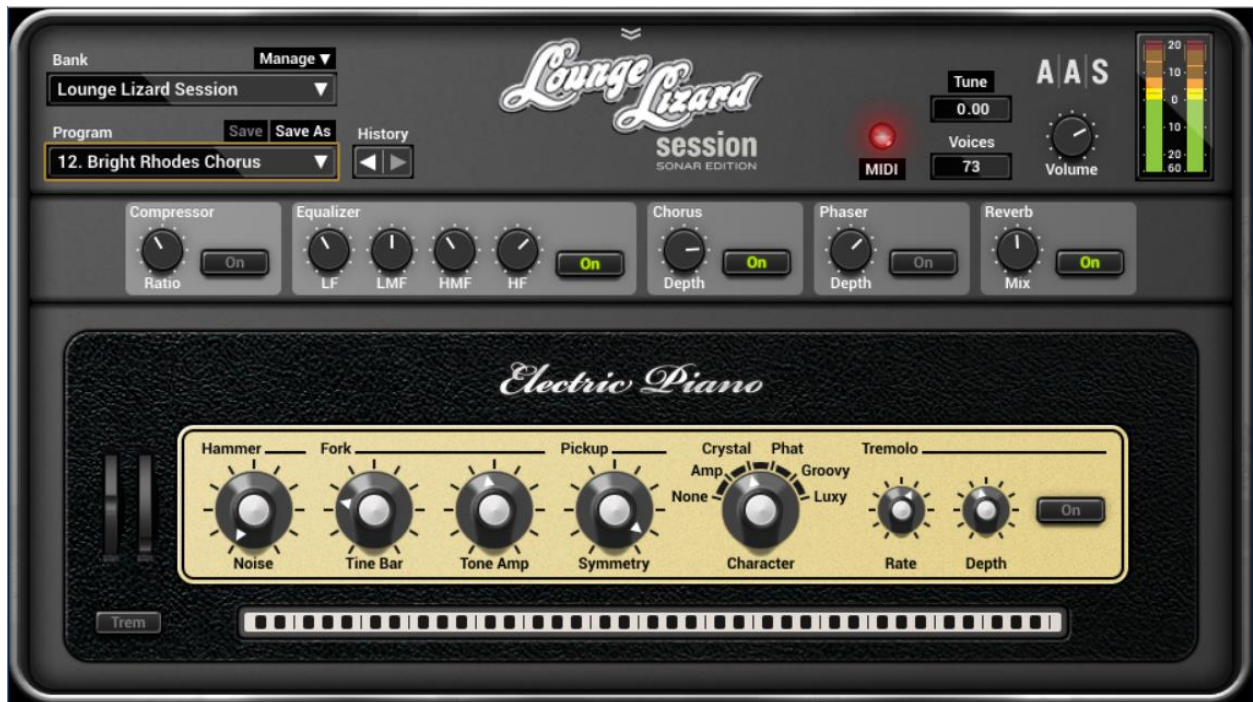 Bank
Manage ▼
Lounge Lizard Session ▼
Program
Save Save As
12. Bright Rhodes Chorus ▼
History
Lounge
Lizard
session
SONAR EDITION
MIDI
Tune
0.00
Voices
73
A|A|S
Volume
20
10
0
10
20
60
Compressor
Ratio
On
Equalizer
LF LMF HMF HF
On
Chorus
Depth
On
Phaser
Depth
On
Reverb
Mix
On
Electric Piano
Hammer
Noise
Fork
Tine Bar
Tone Amp
Pickup
Symmetry
Crystal Phat
Amp Groovy
None Luxy
Character
Tremolo
Rate
Depth
On
Trem